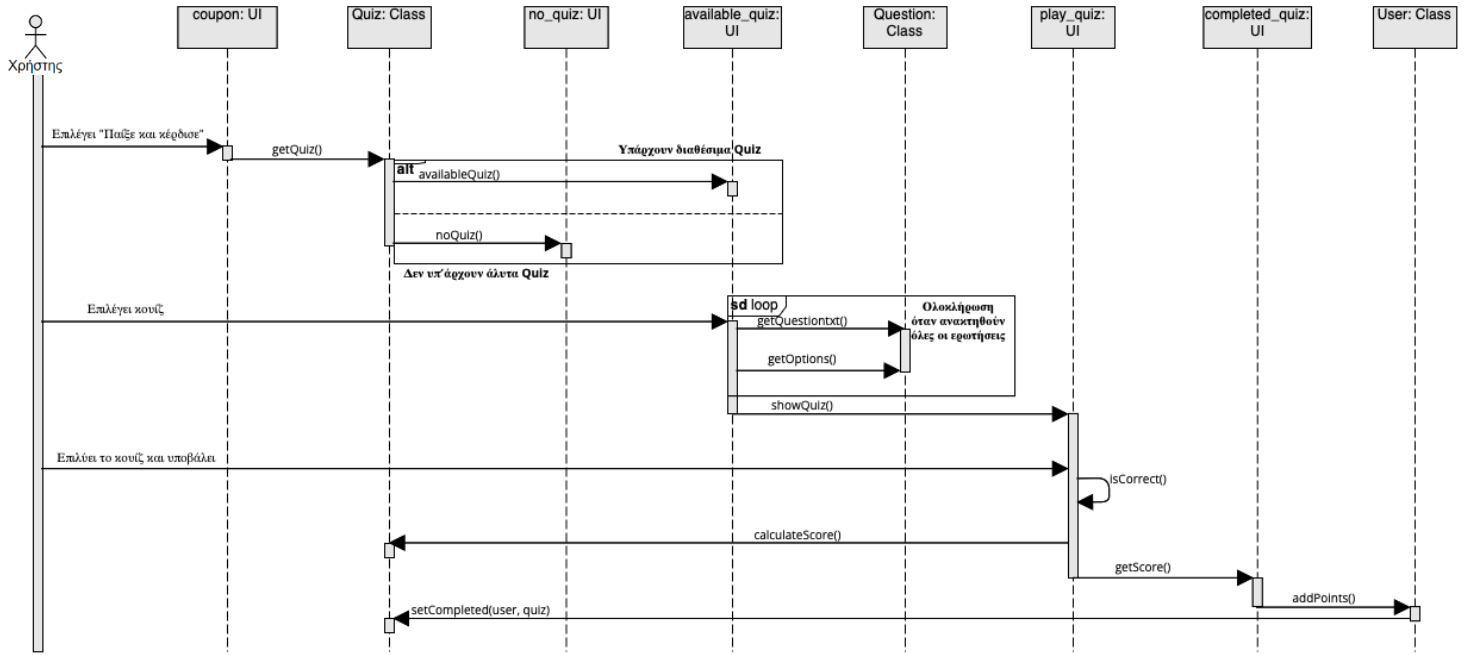 coupon: UI
Quiz: Class
no_quiz: UI
available_quiz:
UI
Question:
Class
play_quiz:
UI
completed_quiz:
UI
User: Class
Χρήστης
Επιλέγει "Παίξε και κέρδισε"
getQuiz()
Υπάρχουν διαθέσιμα Quiz
alt
availableQuiz()
noQuiz()
Δεν υπ'άρχουν άλυτα Quiz
Επιλέγει κουίζ
sd loop
Ολοκλήρωση
όταν ανακτηθούν
όλες οι ερωτήσεις
getQuestiontxt()
getOptions()
showQuiz()
Επιλύει το κουίζ και υποβάλει
isCorrect()
calculateScore()
getScore()
addPoints()
setCompleted(user, quiz)